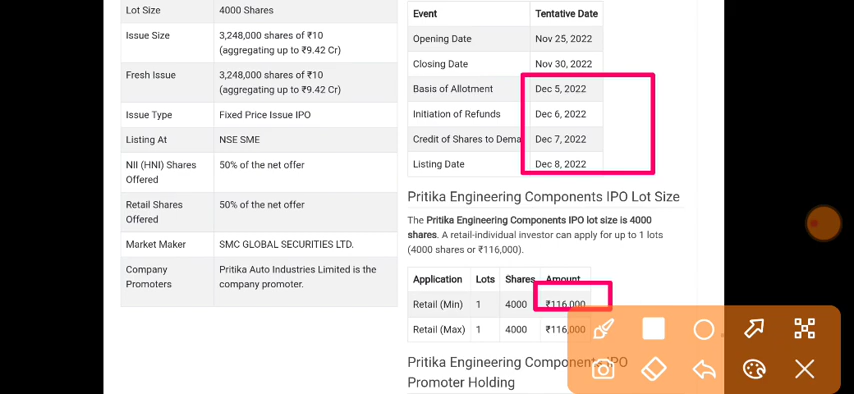 Lot Size 4000 Shares
Issue Size 3,248,000 shares of ₹10
(aggregating up to ₹9.42 Cr)
Fresh Issue 3,248,000 shares of ₹10
(aggregating up to ₹9.42 Cr)
Issue Type Fixed Price Issue IPO
Listing At NSE SME
NII (HNI) Shares 50% of the net offer
Offered
Retail Shares 50% of the net offer
Offered
Market Maker SMC GLOBAL SECURITIES LTD.
Company Pritika Auto Industries Limited is the
Promoters company promoter.
Event Tentative Date
Opening Date Nov 25, 2022
Closing Date Nov 30, 2022
Basis of Allotment Dec 5, 2022
Initiation of Refunds Dec 6, 2022
Credit of Shares to Dema Dec 7, 2022
Listing Date Dec 8, 2022
Pritika Engineering Components IPO Lot Size
The Pritika Engineering Components IPO lot size is 4000
shares. A retail-individual investor can apply for up to 1 lots
(4000 shares or ₹116,000).
Application Lots Shares Amount
Retail (Min) 1 4000 ₹116,000
Retail (Max) 1 4000 ₹116,000
Pritika Engineering Components IPO
Promoter Holding